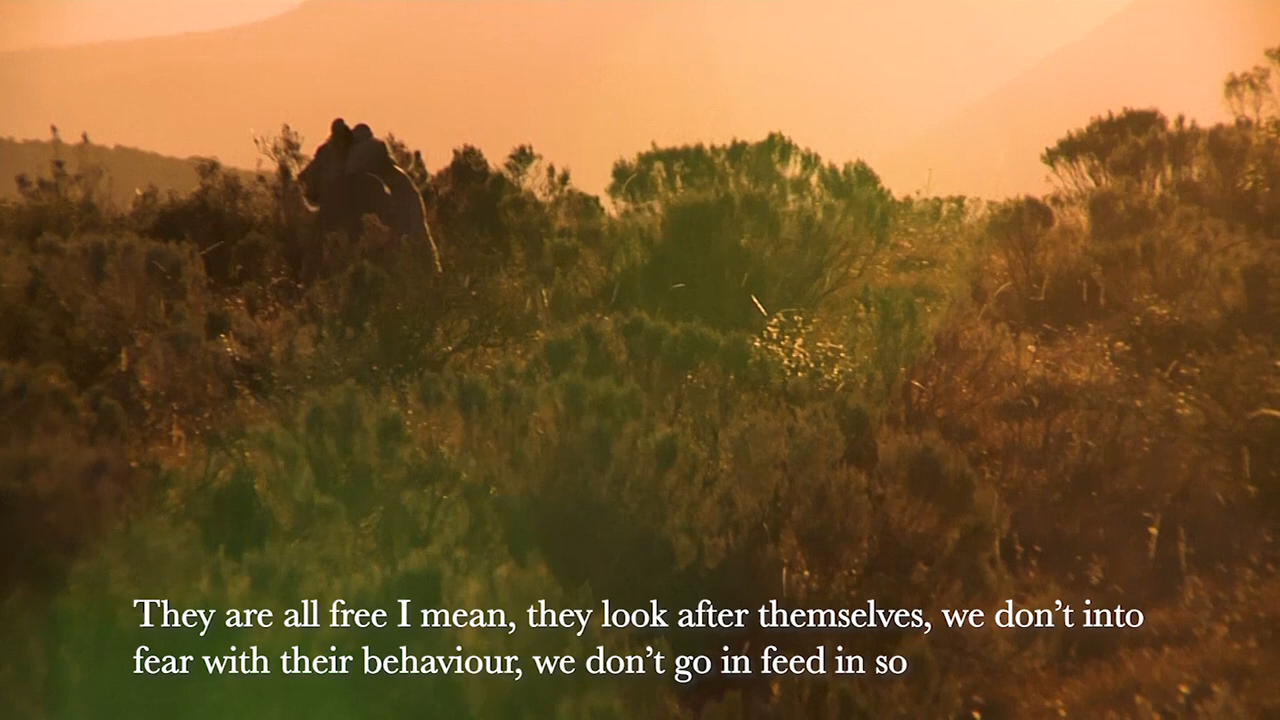 They are all free I mean, they look after themselves, we don’t into
fear with their behaviour, we don’t go in feed in so